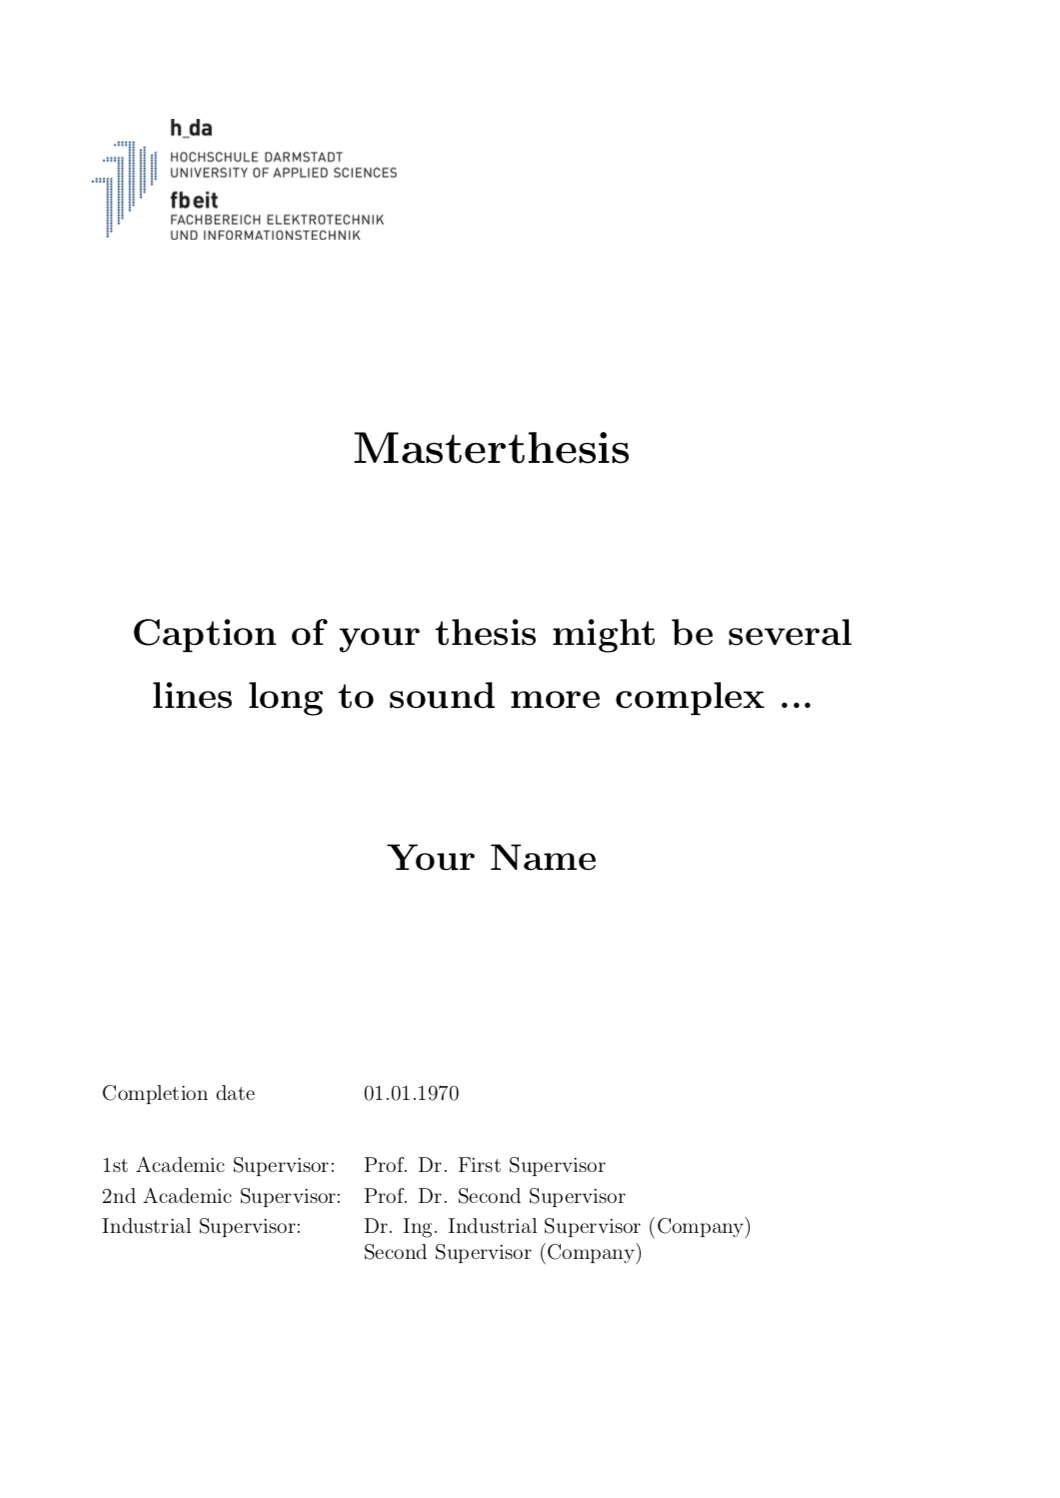 h_da
HOCHSCHULE DARMSTADT
UNIVERSITY OF APPLIED SCIENCES
fbeit
FACHBEREICH ELEKTROTECHNIK
UND INFORMATIONSTECHNIK
Masterthesis
Caption of your thesis might be several
lines long to sound more complex ...
Your Name
Completion date 01.01.1970
1st Academic Supervisor: Prof. Dr. First Supervisor
2nd Academic Supervisor: Prof. Dr. Second Supervisor
Industrial Supervisor: Dr. Ing. Industrial Supervisor (Company)
Second Supervisor (Company)